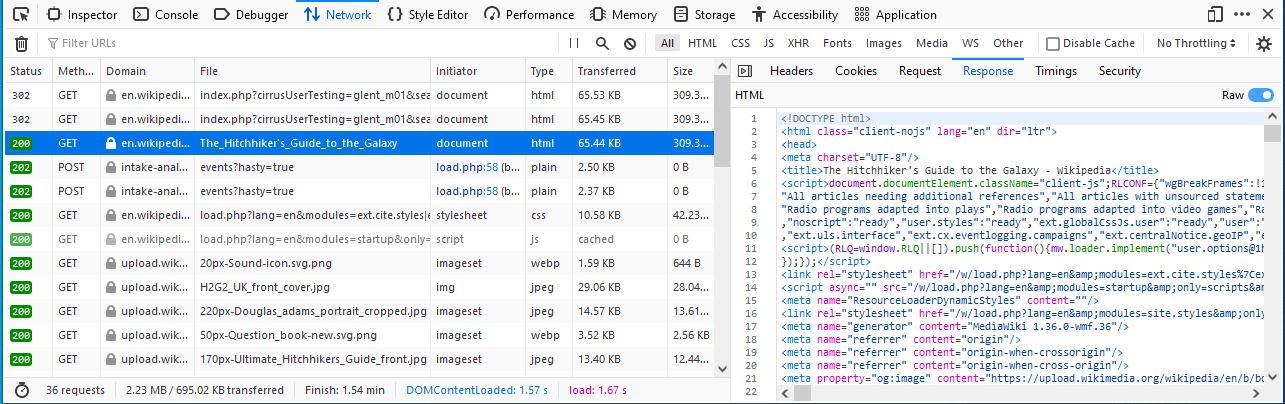 Inspector Console Debugger Network Style Editor Performance Memory Storage Accessibility Application
Filter URLs All HTML CSS JS XHR Fonts Images Media WS Other Disable Cache No Throttling
Status Meth... Domain File Initiator Type Transferred Size
302 GET en.wikipedi... index.php?cirrusUserTesting=glent_m01&sea document html 65.53 KB 309.3...
302 GET en.wikipedi... index.php?cirrusUserTesting=glent_m01&sea document html 65.45 KB 309.3...
200 GET en.wikipedi... The_Hitchhiker's_Guide_to_the_Galaxy document html 65.44 KB 309.3...
202 POST intake-anal... events?hasty=true load.php:58 (b... plain 2.50 KB 0 B
202 POST intake-anal... events?hasty=true load.php:58 (b... plain 2.37 KB 0 B
200 GET en.wikipedi... load.php?lang=en&modules=ext.cite.styles| stylesheet css 10.58 KB 42.23...
200 GET en.wikipedi... load.php?lang=en&modules=startup&only= script js cached 0 B
200 GET upload.wik... 20px-Sound-icon.svg.png imageset webp 1.59 KB 644 B
200 GET upload.wik... H2G2_UK_front_cover.jpg img jpeg 29.06 KB 28.04...
200 GET upload.wik... 220px-Douglas_adams_portrait_cropped.jpg imageset jpeg 14.57 KB 13.61...
200 GET upload.wik... 50px-Question_book-new.svg.png imageset webp 3.52 KB 2.56 KB
200 GET upload.wik... 170px-Ultimate_Hitchhikers_Guide_front.jpg imageset jpeg 13.40 KB 12.44...
36 requests 2.23 MB / 695.02 KB transferred Finish: 1.54 min DOMContentLoaded: 1.57 s load: 1.67 s
Headers Cookies Request Response Timings Security
HTML Raw
1 <!DOCTYPE html>
2 <html class="client-nojs" lang="en" dir="ltr">
3 <head>
4 <meta charset="UTF-8"/>
5 <title>The Hitchhiker's Guide to the Galaxy - Wikipedia</title>
6 <script>document.documentElement.className="client-js";RLCONF={"wgBreakFrames":!1
7 "All articles needing additional references","All articles with unsourced stateme
8 "Radio programs adapted into plays","Radio programs adapted into video games","Ra
9 ,"noscript":"ready","user.styles":"ready","ext.globalCssJs.user":"ready","user":"
10 ,"ext.uls.interface","ext.cx.eventlogging.campaigns","ext.centralNotice.geoIP","e
11 <script>(RLQ=window.RLQ||[]).push(function(){mw.loader.implement("user.options@1h
12 });});</script>
13 <link rel="stylesheet" href="/w/load.php?lang=en&amp;modules=ext.cite.styles%7Cex
14 <script async="" src="/w/load.php?lang=en&amp;modules=startup&amp;only=scripts&am
15 <meta name="ResourceLoaderDynamicStyles" content=""/>
16 <link rel="stylesheet" href="/w/load.php?lang=en&amp;modules=site.styles&amp;only
17 <meta name="generator" content="MediaWiki 1.36.0-wmf.36"/>
18 <meta name="referrer" content="origin"/>
19 <meta name="referrer" content="origin-when-crossorigin"/>
20 <meta name="referrer" content="origin-when-cross-origin"/>
21 <meta property="og:image" content="https://upload.wikimedia.org/wikipedia/en/b/bd
22